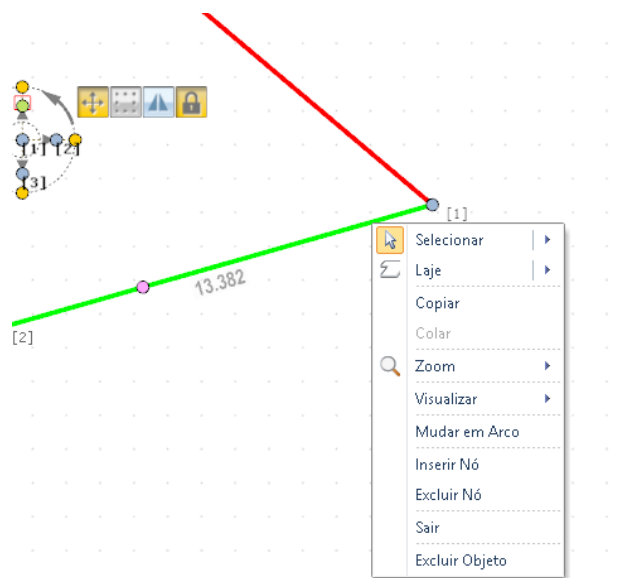 [1] [2]
[3]
[1]
13.382
[2]
Selecionar
Laje
Copiar
Colar
Zoom
Visualizar
Mudar em Arco
Inserir Nó
Excluir Nó
Sair
Excluir Objeto